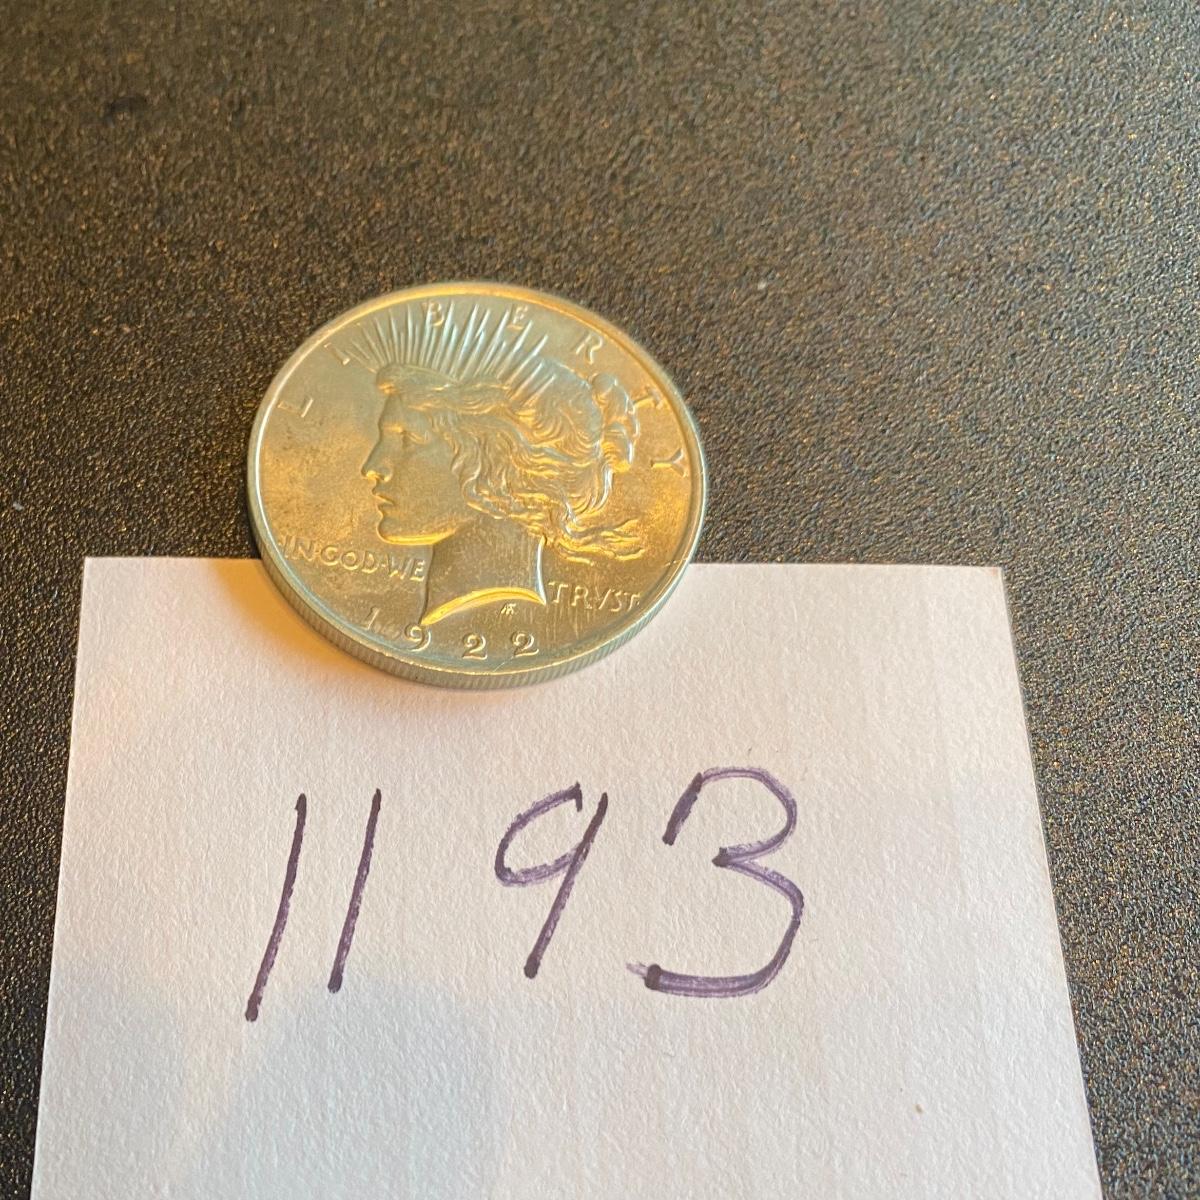 LIBERTY
IN·GOD·WE TRVST
1922
1193